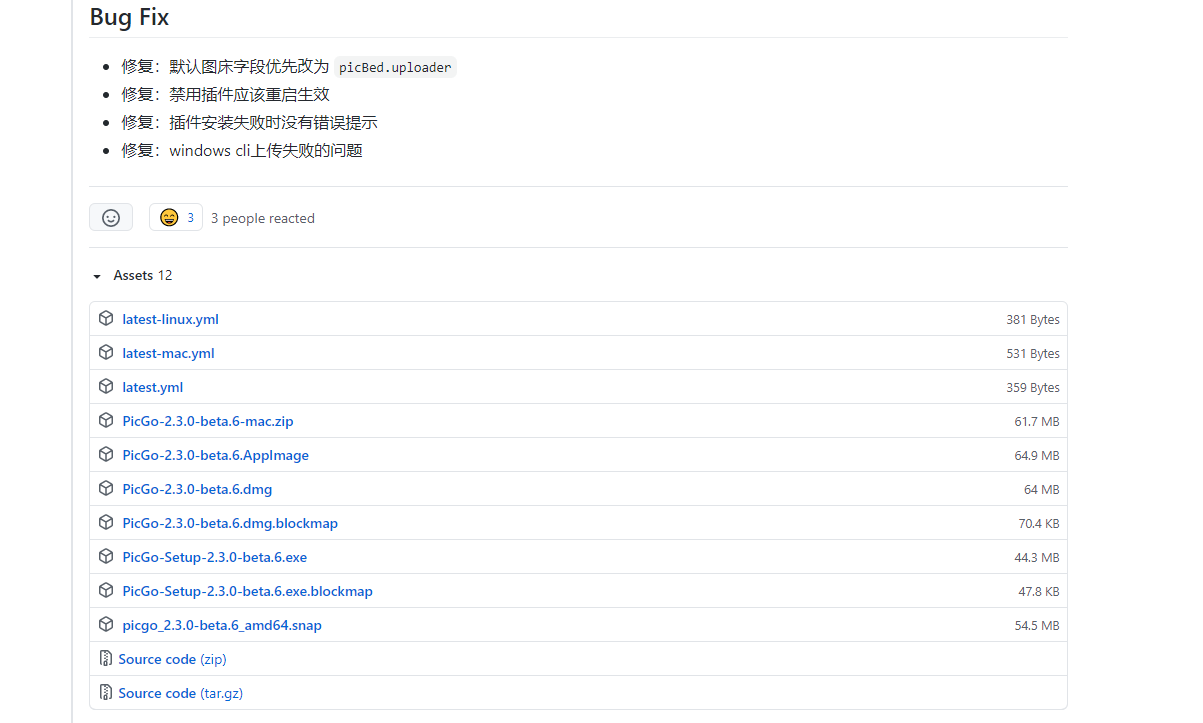 Bug Fix
修复：默认图床字段优先改为 picBed.uploader
修复：禁用插件应该重启生效
修复：插件安装失败时没有错误提示
修复：windows cli上传失败的问题
3 3 people reacted
Assets 12
latest-linux.yml 381 Bytes
latest-mac.yml 531 Bytes
latest.yml 359 Bytes
PicGo-2.3.0-beta.6-mac.zip 61.7 MB
PicGo-2.3.0-beta.6.AppImage 64.9 MB
PicGo-2.3.0-beta.6.dmg 64 MB
PicGo-2.3.0-beta.6.dmg.blockmap 70.4 KB
PicGo-Setup-2.3.0-beta.6.exe 44.3 MB
PicGo-Setup-2.3.0-beta.6.exe.blockmap 47.8 KB
picgo_2.3.0-beta.6_amd64.snap 54.5 MB
Source code (zip)
Source code (tar.gz)